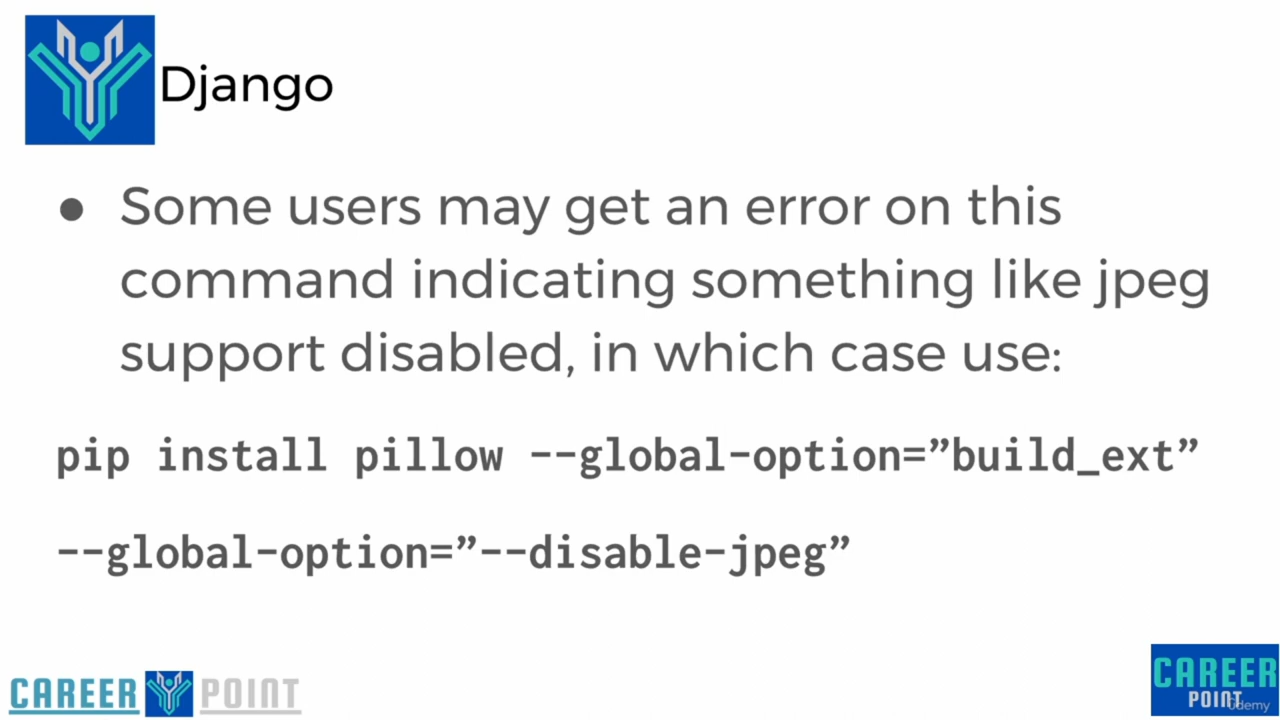 Django
● Some users may get an error on this
command indicating something like jpeg
support disabled, in which case use:
pip install pillow --global-option=”build_ext”
--global-option=”--disable-jpeg”
CAREER POINT
CAREER
POINT
Udemy